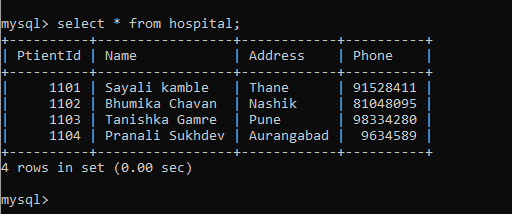 mysql> select * from hospital;
+----------+------------------+------------+----------+
| PtientId | Name             | Address    | Phone    |
+----------+------------------+------------+----------+
|     1101 | Sayali kamble    | Thane      | 91528411 |
|     1102 | Bhumika Chavan   | Nashik     | 81048095 |
|     1103 | Tanishka Gamre   | Pune       | 98334280 |
|     1104 | Pranali Sukhdev  | Aurangabad |  9634589 |
+----------+------------------+------------+----------+
4 rows in set (0.00 sec)
mysql>